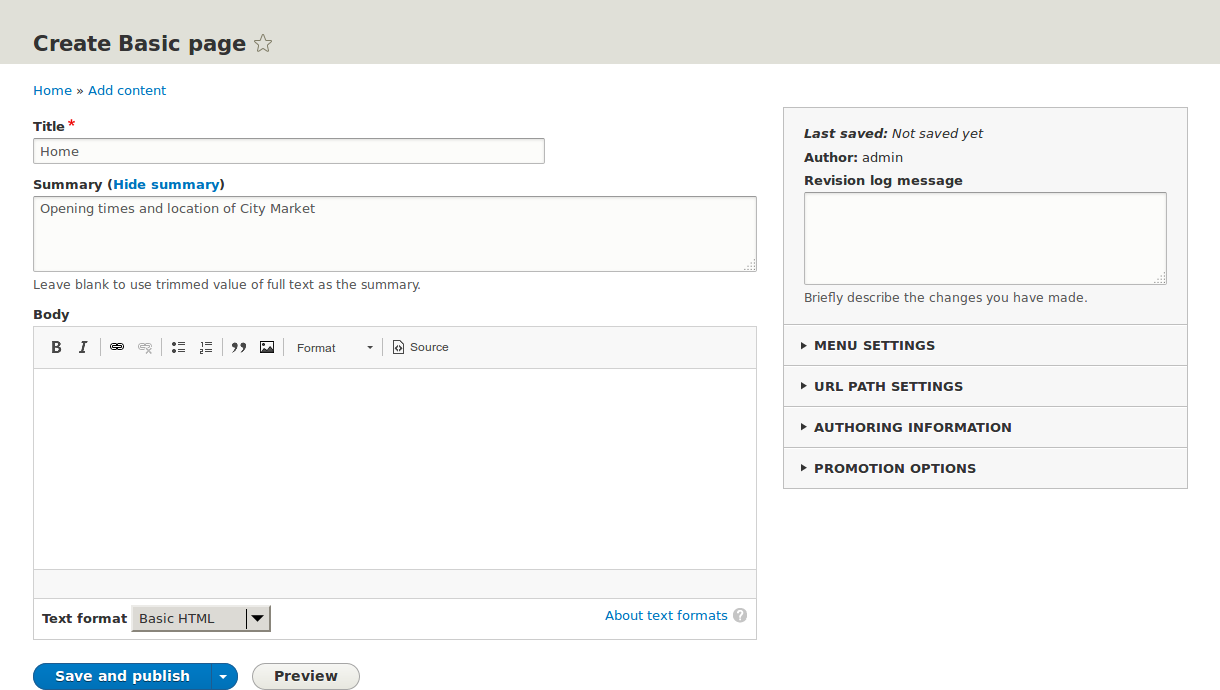 Create Basic page
Home » Add content
Title *
Home
Summary (Hide summary)
Opening times and location of City Market
Leave blank to use trimmed value of full text as the summary.
Body
B I Format Source
Text format Basic HTML About text formats ?
Save and publish Preview
Last saved: Not saved yet
Author: admin
Revision log message
Briefly describe the changes you have made.
MENU SETTINGS
URL PATH SETTINGS
AUTHORING INFORMATION
PROMOTION OPTIONS